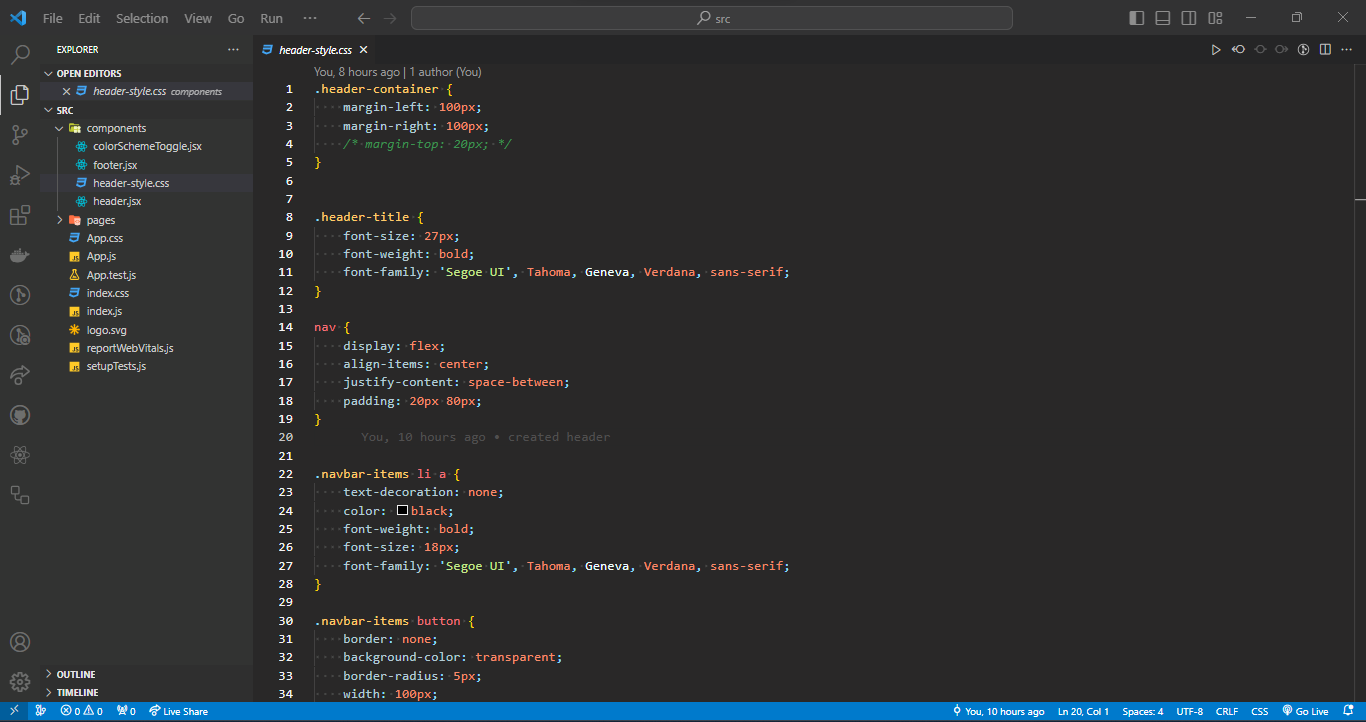 File Edit Selection View Go Run ··· src
EXPLORER ···
OPEN EDITORS
header-style.css components
SRC
components
colorSchemeToggle.jsx
footer.jsx
header-style.css
header.jsx
pages
App.css
App.js
App.test.js
index.css
index.js
logo.svg
reportWebVitals.js
setupTests.js
OUTLINE
TIMELINE
header-style.css
You, 8 hours ago | 1 author (You)
1 .header-container {
2 margin-left: 100px;
3 margin-right: 100px;
4 /* margin-top: 20px; */
5 }
6
7
8 .header-title {
9 font-size: 27px;
10 font-weight: bold;
11 font-family: 'Segoe UI', Tahoma, Geneva, Verdana, sans-serif;
12 }
13
14 nav {
15 display: flex;
16 align-items: center;
17 justify-content: space-between;
18 padding: 20px 80px;
19 }
20 You, 10 hours ago • created header
21
22 .navbar-items li a {
23 text-decoration: none;
24 color: black;
25 font-weight: bold;
26 font-size: 18px;
27 font-family: 'Segoe UI', Tahoma, Geneva, Verdana, sans-serif;
28 }
29
30 .navbar-items button {
31 border: none;
32 background-color: transparent;
33 border-radius: 5px;
34 width: 100px;
0 0 0 Live Share You, 10 hours ago Ln 20, Col 1 Spaces: 4 UTF-8 CRLF CSS Go Live